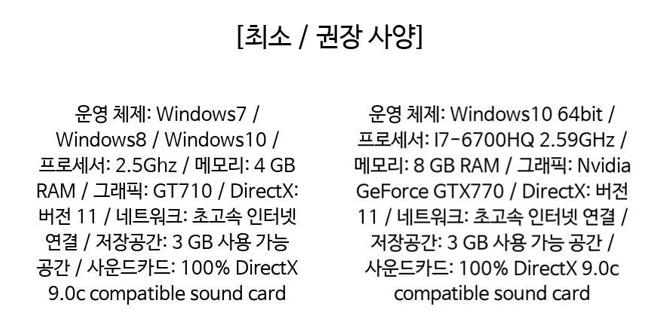 [최소 / 권장 사양]
운영 체제: Windows7 /
Windows8 / Windows10 /
프로세서: 2.5Ghz / 메모리: 4 GB
RAM / 그래픽: GT710 / DirectX:
버전 11 / 네트워크: 초고속 인터넷
연결 / 저장공간: 3 GB 사용 가능
공간 / 사운드카드: 100% DirectX
9.0c compatible sound card
운영 체제: Windows10 64bit /
프로세서: I7-6700HQ 2.59GHz /
메모리: 8 GB RAM / 그래픽: Nvidia
GeForce GTX770 / DirectX: 버전
11 / 네트워크: 초고속 인터넷 연결 /
저장공간: 3 GB 사용 가능 공간 /
사운드카드: 100% DirectX 9.0c
compatible sound card